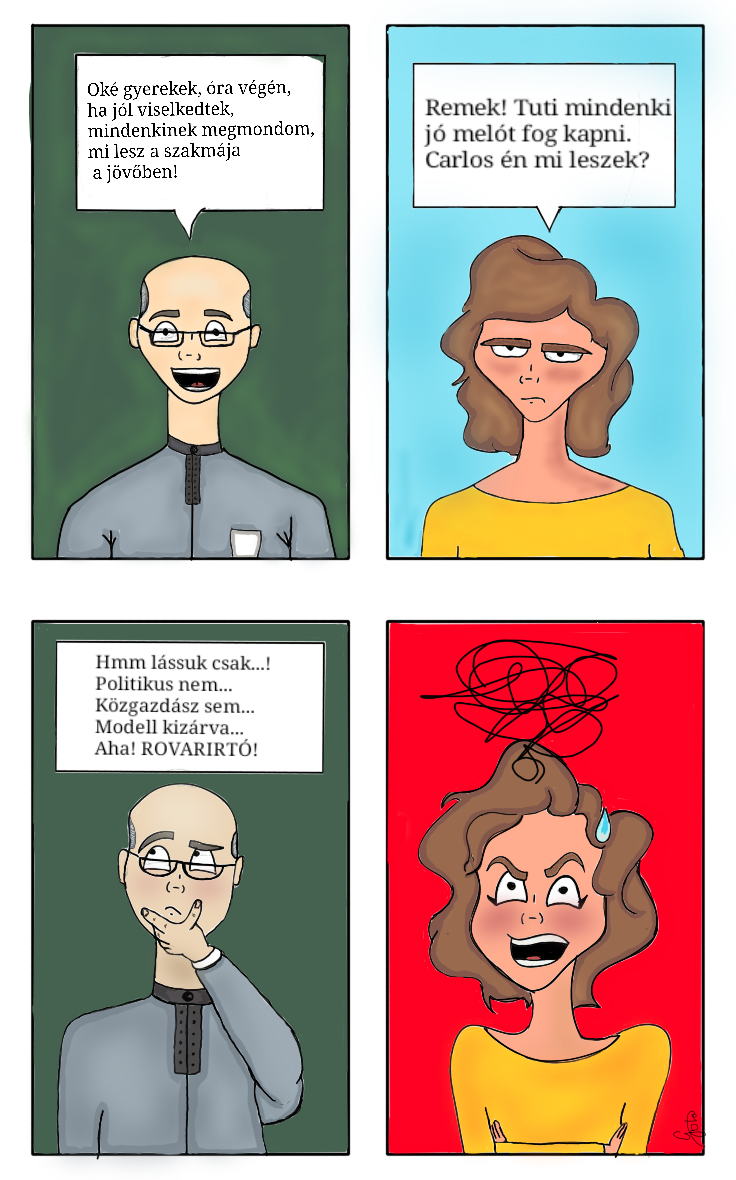 Oké gyerekek, óra végén,
ha jól viselkedtek,
mindenkinek megmondom,
mi lesz a szakmája
a jövőben!
Remek! Tuti mindenki
jó melót fog kapni.
Carlos én mi leszek?
Hmm lássuk csak...!
Politikus nem...
Közgazdász sem...
Modell kizárva...
Aha! ROVARIRTÓ!